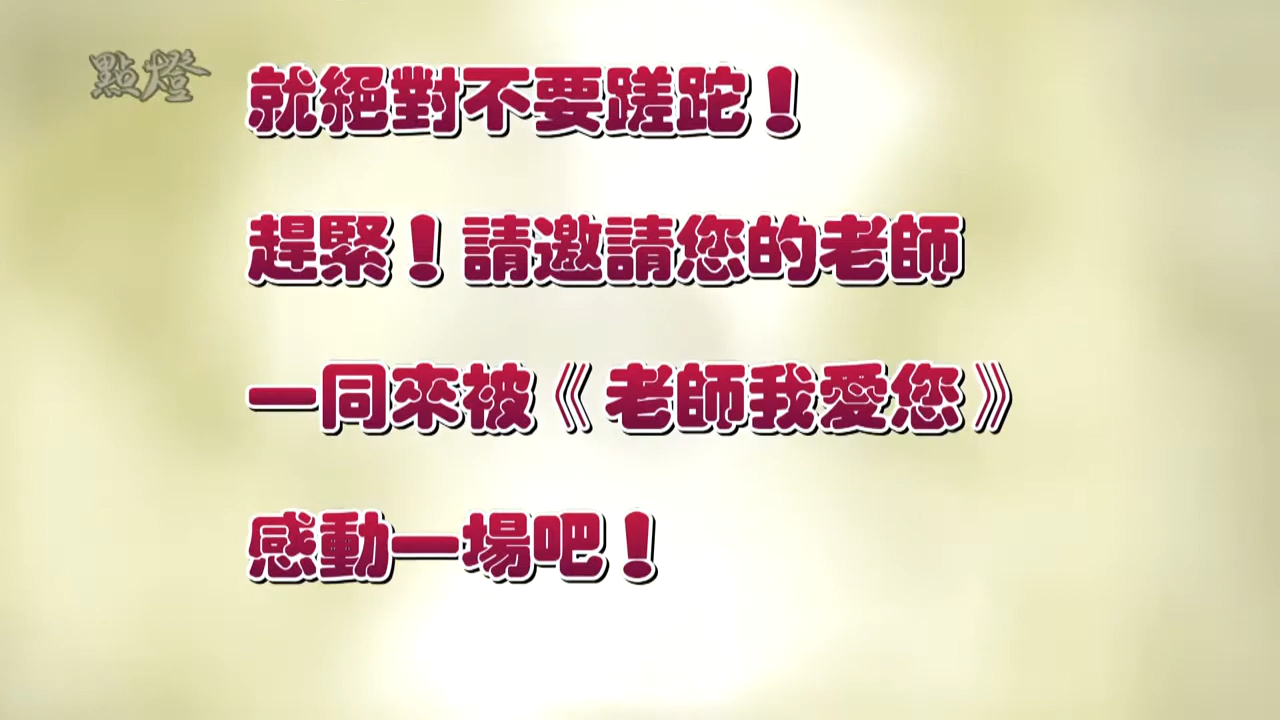 點燈
就絕對不要蹉跎！
趕緊！請邀請您的老師
一同來被《老師我愛您》
感動一場吧！